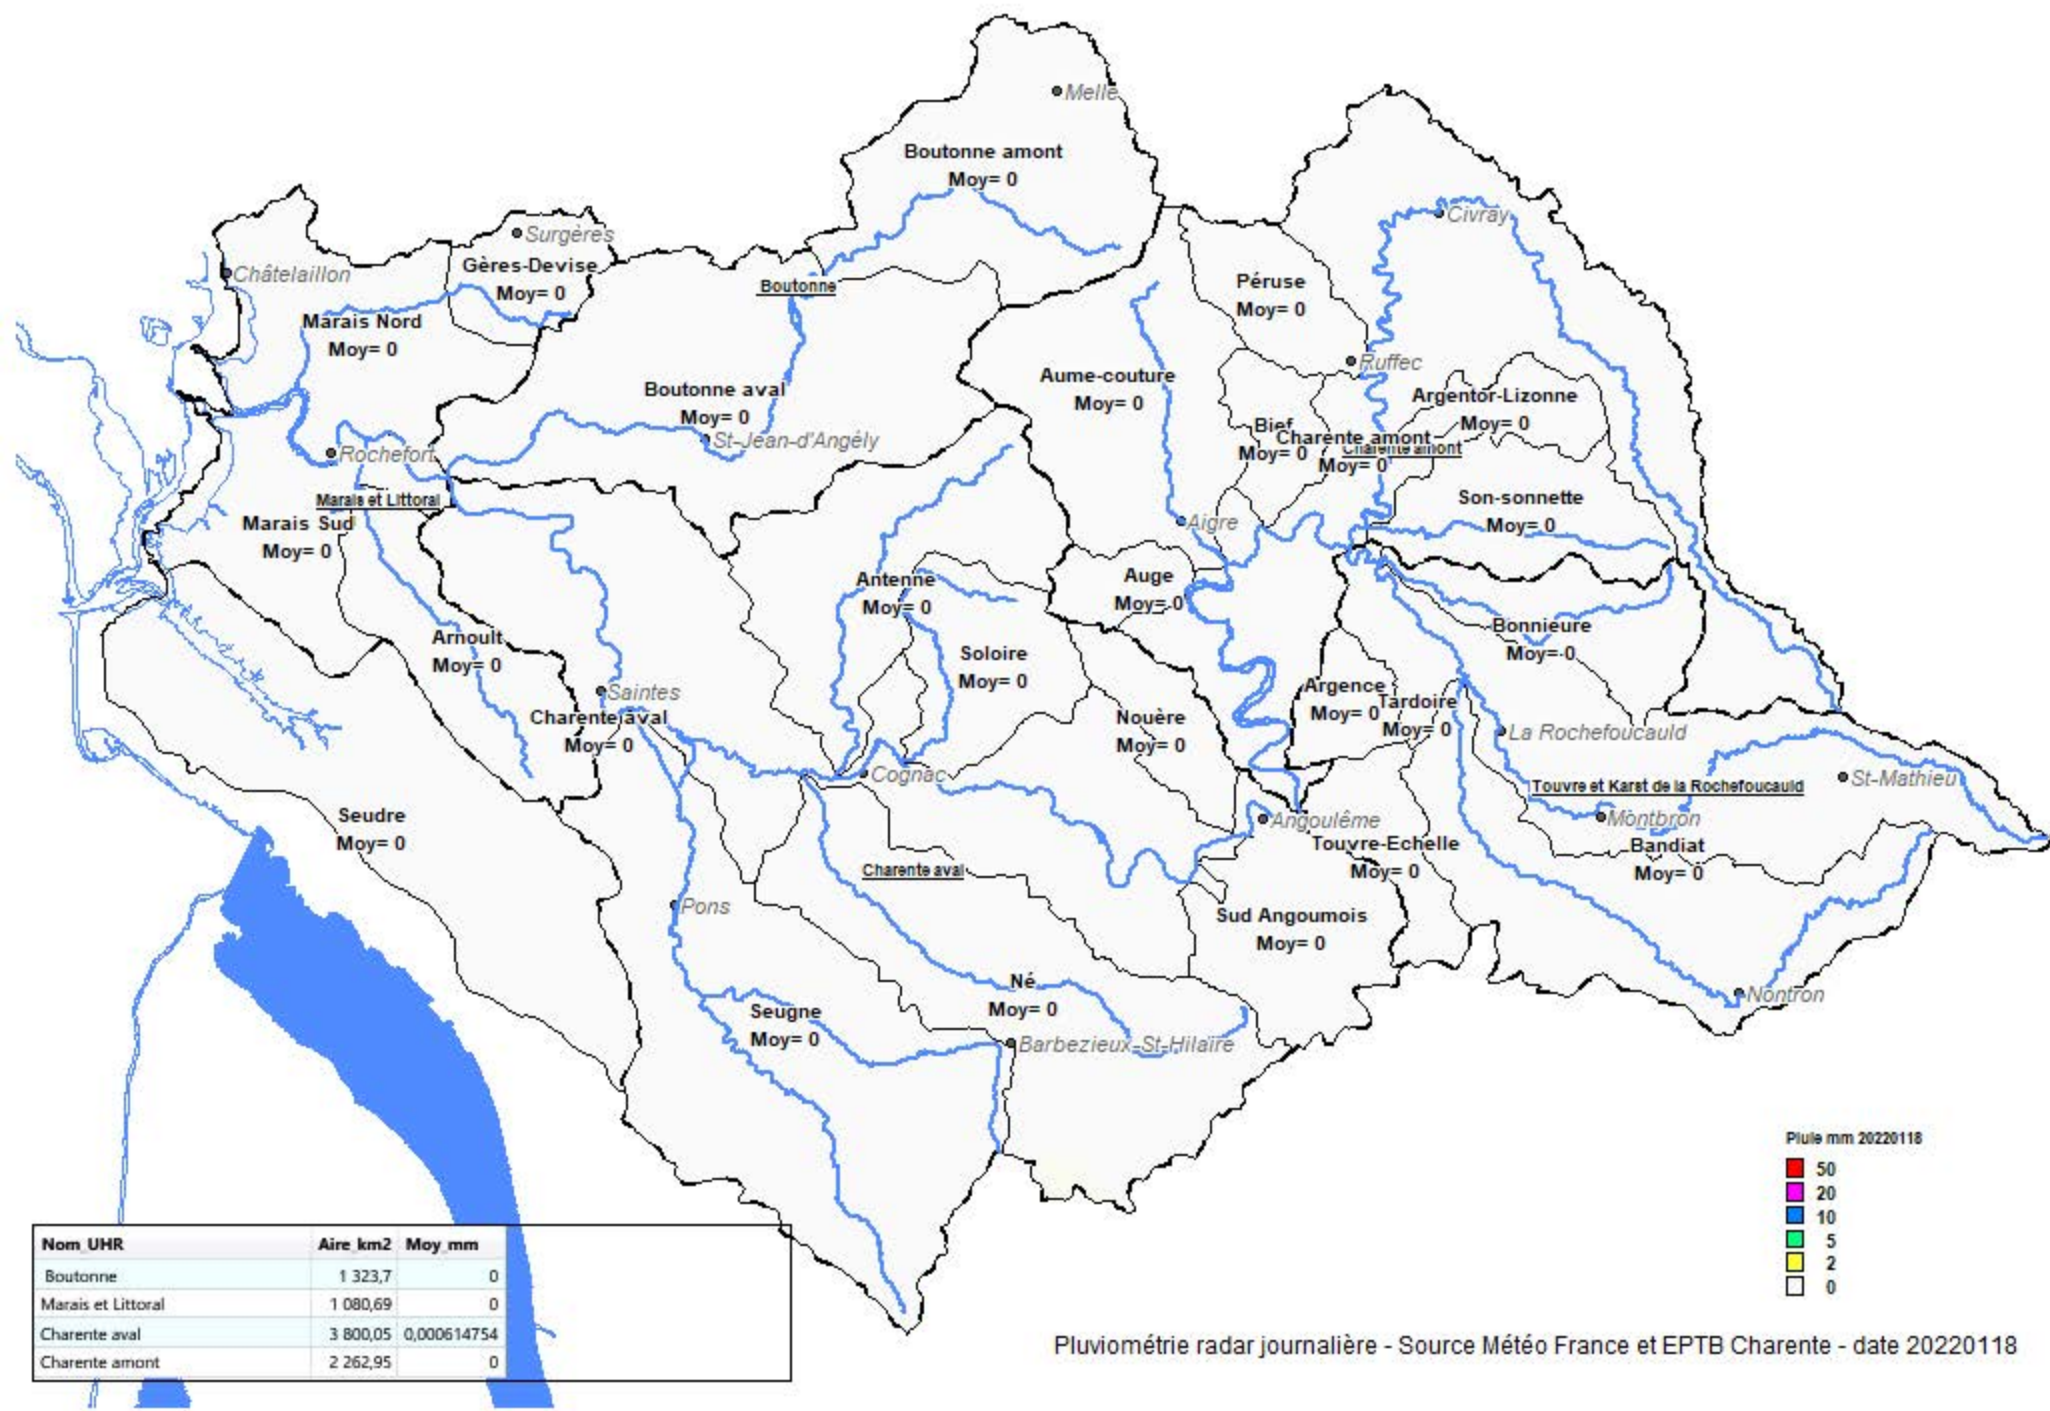 Melle
Boutonne amont
Moy= 0
Civray
Surgères
Châtelaillon
Gères-Devise
Moy= 0
Boutonne
Péruse
Moy= 0
Marais Nord
Moy= 0
Ruffec
Aume-couture
Moy= 0
Boutonne aval
Moy= 0
Argentor-Lizonne
Moy= 0
Bief
Moy= 0
Charente amont
Moy= 0
Charente amont
St-Jean-d'Angély
Rochefort
Marais et Littoral
Son-sonnette
Moy= 0
Marais Sud
Moy= 0
Aigre
Antenne
Moy= 0
Auge
Moy= 0
Bonnieure
Moy= 0
Arnoult
Moy= 0
Soloire
Moy= 0
Saintes
Argence
Moy= 0
Tardoire
Moy= 0
Charente aval
Moy= 0
Nouère
Moy= 0
La Rochefoucauld
Cognac
St-Mathieu
Touvre et Karst de la Rochefoucauld
Seudre
Moy= 0
Angoulême
Montbron
Touvre-Echelle
Moy= 0
Bandiat
Moy= 0
Charente aval
Pons
Sud Angoumois
Moy= 0
Né
Moy= 0
Nontron
Seugne
Moy= 0
Barbezieux-St-Hilaire
Pluie mm 20220118
50
20
10
5
2
0
Nom_UHR Aire_km2 Moy_mm
Boutonne 1 323,7 0
Marais et Littoral 1 080,69 0
Charente aval 3 800,05 0,000614754
Charente amont 2 262,95 0
Pluviométrie radar journalière - Source Météo France et EPTB Charente - date 20220118